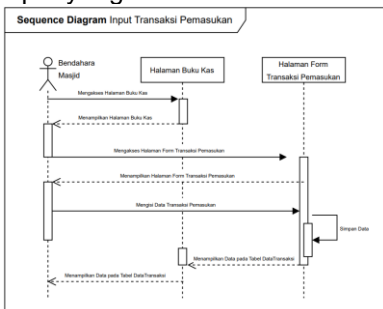 Sequence Diagram Input Transaksi Pemasukan
Bendahara
Masjid
Halaman Buku Kas
Halaman Form
Transaksi Pemasukan
Mengakses Halaman Buku Kas
Menampilkan Halaman Buku Kas
Mengakses Halaman Form Transaksi Pemasukan
Menampilkan Halaman Form Transaksi Pemasukan
Mengisi Data Transaksi Pemasukan
Simpan Data
Menampilkan Data pada Tabel DataTransaksi
Menampilkan Data pada Tabel DataTransaksi